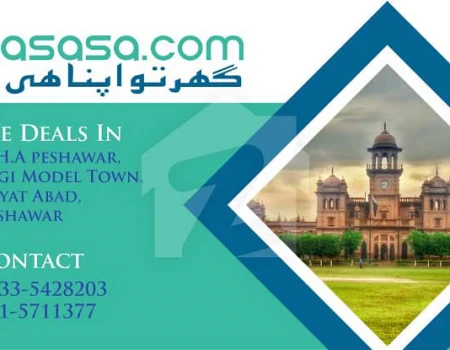 asasa.com
گھر تو اپنا ھی
E DEALS IN
H.A PESHAWAR,
GI MODEL TOWN,
YAT ABAD,
SHAWAR
ONTACT
33-5428203
1-5711377